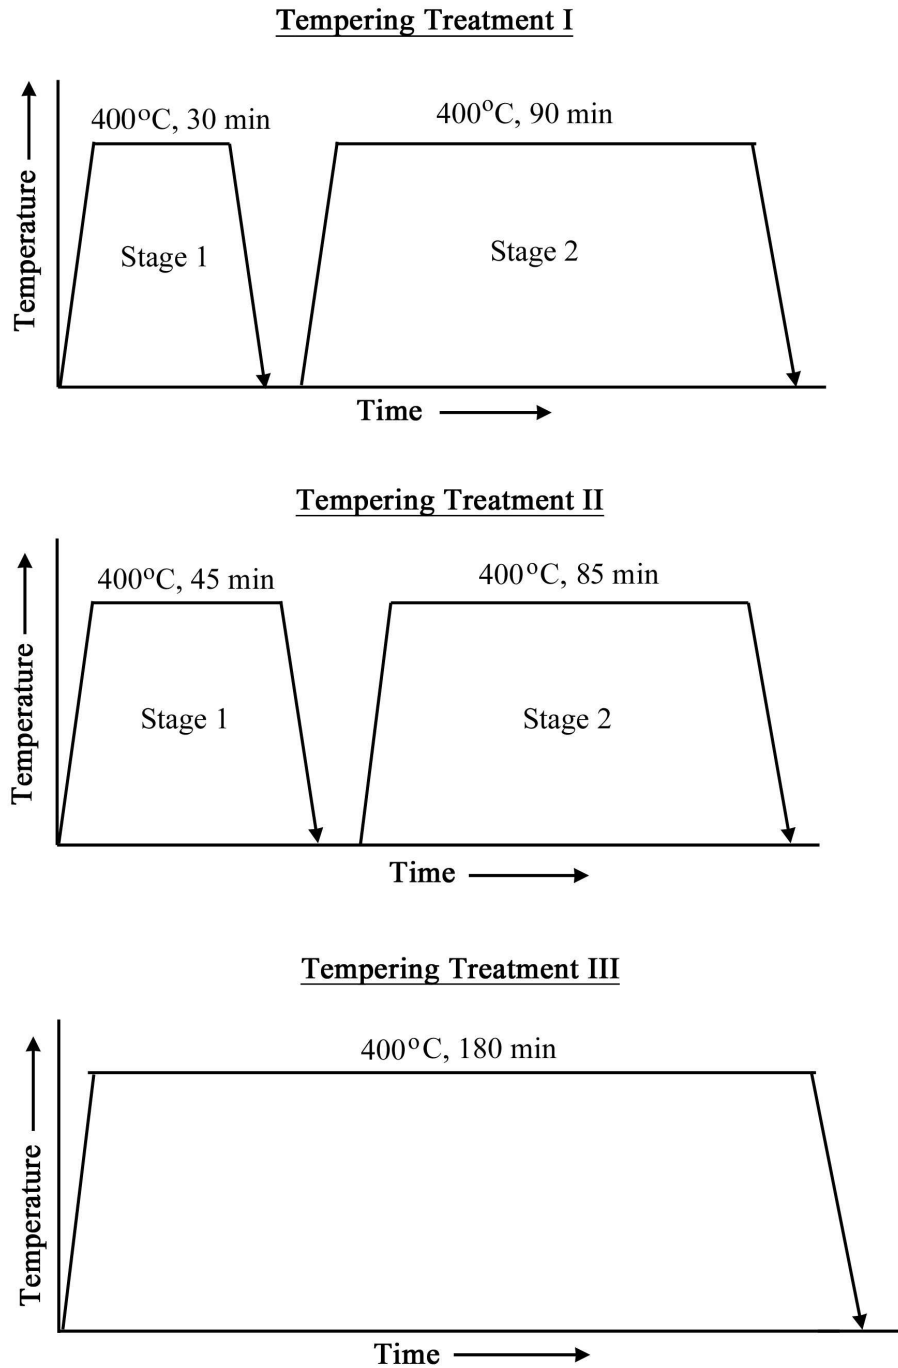 Tempering Treatment I
400°C, 30 min
400°C, 90 min
Stage 1
Stage 2
Temperature
Time
Tempering Treatment II
400°C, 45 min
400°C, 85 min
Stage 1
Stage 2
Temperature
Time
Tempering Treatment III
400°C, 180 min
Temperature
Time